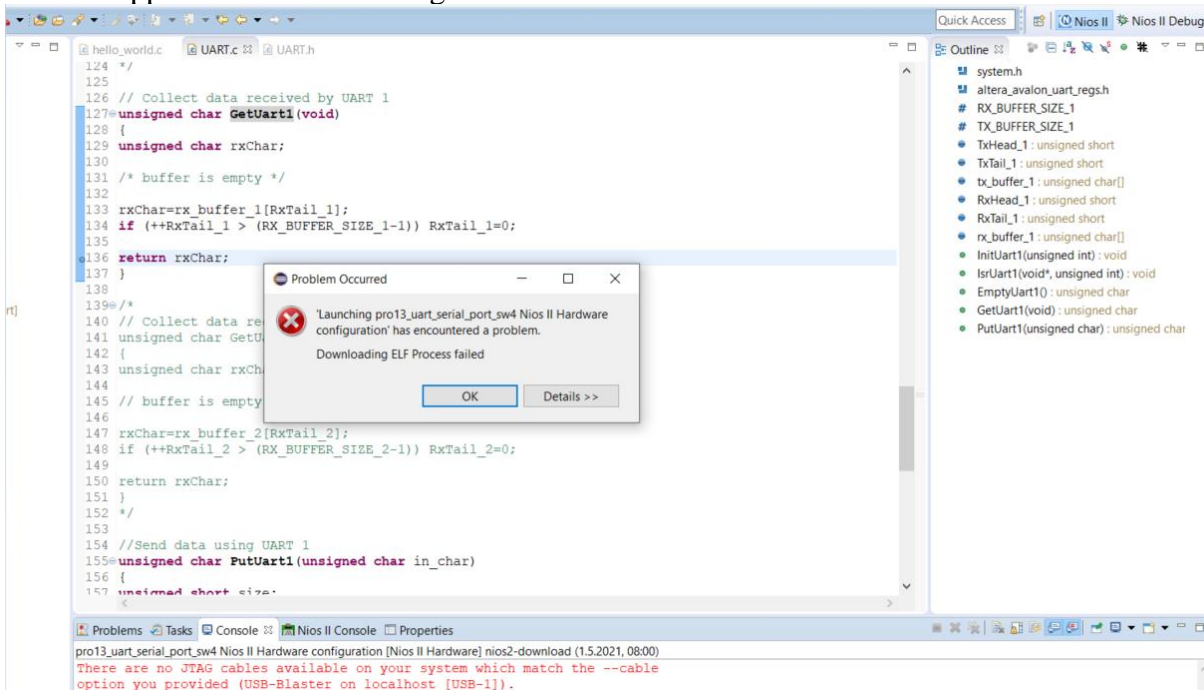 Quick Access
Nios II
Nios II Debug
hello_world.c
UART.c
UART.h
124 */
125
126 // Collect data received by UART 1
127 unsigned char GetUart1(void)
128 {
129 unsigned char rxChar;
130
131 /* buffer is empty */
132
133 rxChar=rx_buffer_1[RxTail_1];
134 if (++RxTail_1 > (RX_BUFFER_SIZE_1-1)) RxTail_1=0;
135
136 return rxChar;
137 }
138
139 /*
140 // Collect data re
141 unsigned char GetU
142 {
143 unsigned char rxCh
144
145 // buffer is empty
146
147 rxChar=rx_buffer_2[RxTail_2];
148 if (++RxTail_2 > (RX_BUFFER_SIZE_2-1)) RxTail_2=0;
149
150 return rxChar;
151 }
152 */
153
154 //Send data using UART 1
155 unsigned char PutUart1(unsigned char in_char)
156 {
157 unsigned short size;
rt]
Problem Occurred
'Launching pro13_uart_serial_port_sw4 Nios II Hardware
configuration' has encountered a problem.
Downloading ELF Process failed
OK
Details >>
Outline
system.h
altera_avalon_uart_regs.h
# RX_BUFFER_SIZE_1
# TX_BUFFER_SIZE_1
TxHead_1 : unsigned short
TxTail_1 : unsigned short
tx_buffer_1 : unsigned char[]
RxHead_1 : unsigned short
RxTail_1 : unsigned short
rx_buffer_1 : unsigned char[]
InitUart1(unsigned int) : void
IsrUart1(void*, unsigned int) : void
EmptyUart1() : unsigned char
GetUart1(void) : unsigned char
PutUart1(unsigned char) : unsigned char
Problems
Tasks
Console
Nios II Console
Properties
pro13_uart_serial_port_sw4 Nios II Hardware configuration [Nios II Hardware] nios2-download (1.5.2021, 08:00)
There are no JTAG cables available on your system which match the --cable
option you provided (USB-Blaster on localhost [USB-1]).